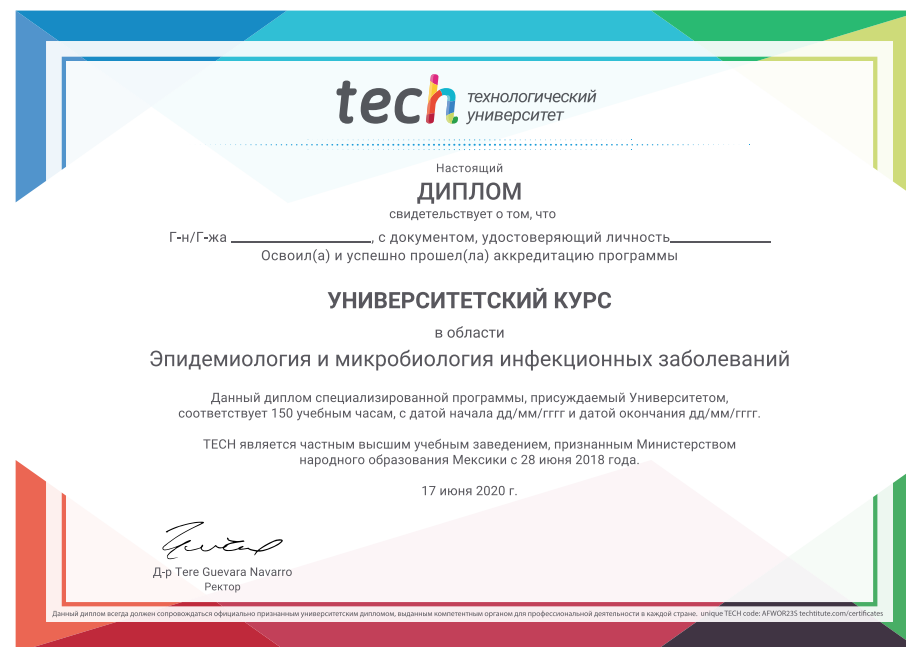 tech технологический
университет
Настоящий
ДИПЛОМ
свидетельствует о том, что
Г-н/Г-жа ____________________, с документом, удостоверяющий личность______________
Освоил(а) и успешно прошел(ла) аккредитацию программы
УНИВЕРСИТЕТСКИЙ КУРС
в области
Эпидемиология и микробиология инфекционных заболеваний
Данный диплом специализированной программы, присуждаемый Университетом,
соответствует 150 учебным часам, с датой начала дд/мм/гггг и датой окончания дд/мм/гггг.
TECH является частным высшим учебным заведением, признанным Министерством
народного образования Мексики с 28 июня 2018 года.
17 июня 2020 г.
Д-р Tere Guevara Navarro
Ректор
Данный диплом всегда должен сопровождаться официально признанным университетским дипломом, выданным компетентным органом для профессиональной деятельности в каждой стране. unique TECH code: AFWOR23S techtitute.com/certificates